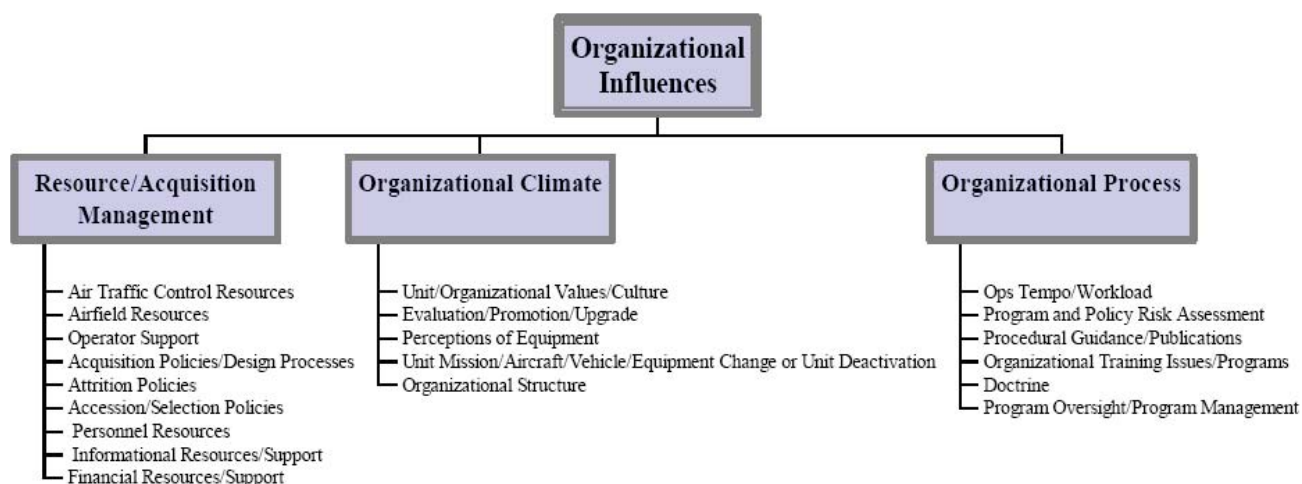 Organizational
Influences
Resource/Acquisition
Management
Air Traffic Control Resources
Airfield Resources
Operator Support
Acquisition Policies/Design Processes
Attrition Policies
Accession/Selection Policies
Personnel Resources
Informational Resources/Support
Financial Resources/Support
Organizational Climate
Unit/Organizational Values/Culture
Evaluation/Promotion/Upgrade
Perceptions of Equipment
Unit Mission/Aircraft/Vehicle/Equipment Change or Unit Deactivation
Organizational Structure
Organizational Process
Ops Tempo/Workload
Program and Policy Risk Assessment
Procedural Guidance/Publications
Organizational Training Issues/Programs
Doctrine
Program Oversight/Program Management